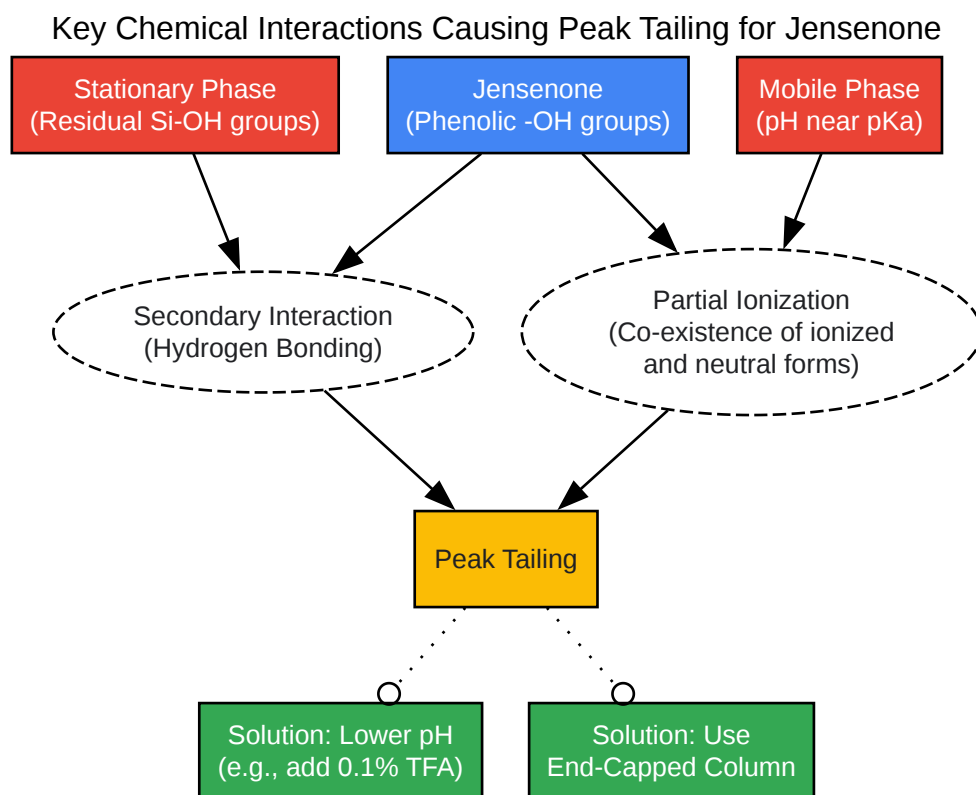 Key Chemical Interactions Causing Peak Tailing for Jensenone
Stationary Phase
(Residual Si-OH groups)
Jensenone
(Phenolic -OH groups)
Mobile Phase
(pH near pKa)
Secondary Interaction
(Hydrogen Bonding)
Partial Ionization
(Co-existence of ionized
and neutral forms)
Peak Tailing
Solution: Lower pH
(e.g., add 0.1% TFA)
Solution: Use
End-Capped Column